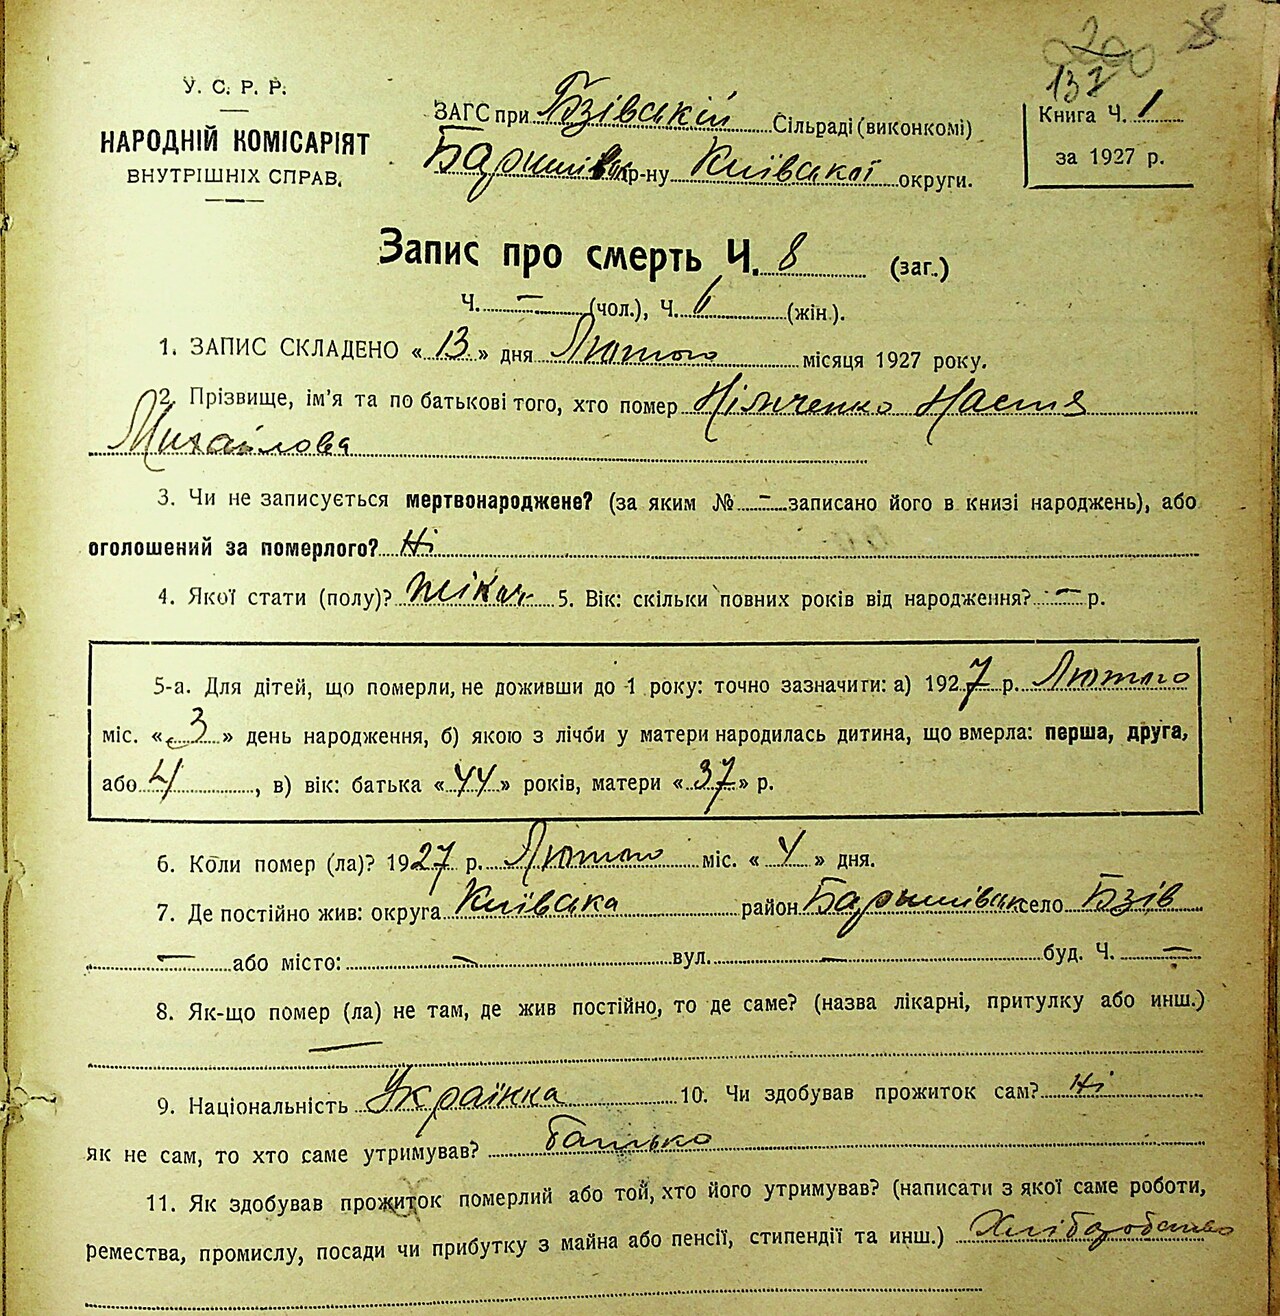 132
У. С. Р. Р.
НАРОДНІЙ КОМІСАРІЯТ
ВНУТРІШНІХ СПРАВ.
ЗАГС при Бзівській Сільраді (виконкомі)
Баришівськ р-ну Київської округи.
Книга Ч. 1
за 1927 р.
Запис про смерть Ч. 8 (заг.)
Ч. – (чол.), Ч. 6 (жін.).
1. ЗАПИС СКЛАДЕНО « 13 » дня Лютого місяця 1927 року.
2. Прізвище, ім'я та по батькові того, хто помер Настя
Михайлова
3. Чи не записується мертвонароджене? (за яким № – записано його в книзі народжень), або
оголошений за померлого? Ні
4. Якої стати (полу)? 5. Вік: скільки повних років від народження? – р.
5-а. Для дітей, що померли, не доживши до 1 року: точно зазначити: а) 1927 р. Лютого
міс. « 3 » день народження, б) якою з лічби у матери народилась дитина, що вмерла: перша, друга,
або 4, в) вік: батька « 44 » років, матери « 37 » р.
6. Коли помер (ла)? 1927 р. Лютого міс. « 4 » дня.
7. Де постійно жив: округа Київська район Баришівськ село Бзів
– або місто: – вул. – буд. Ч. –
8. Як-що помер (ла) не там, де жив постійно, то де саме? (назва лікарні, притулку або инш.)
—
9. Національність Українка 10. Чи здобував прожиток сам? Ні
як не сам, то хто саме утримував? батько
11. Як здобував прожиток померлий або той, хто його утримував? (написати з якої саме роботи,
ремества, промислу, посади чи прибутку з майна або пенсії, стипендії та инш.) Хліборобство